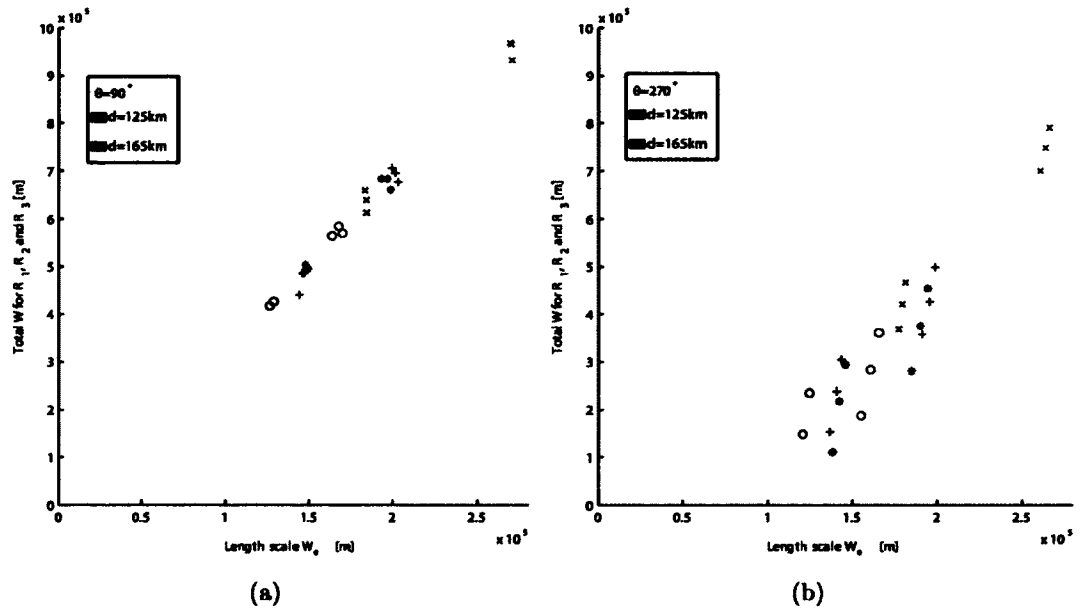 x 10⁵
10
9
8
7
6
5
4
3
2
1
0
Total W for R₁, R₂ and R₃ [m]
θ=90°
d=125km
d=165km
0 0.5 1 1.5 2 2.5
x 10⁵
Length scale Wₑ [m]
(a)
x 10⁵
10
9
8
7
6
5
4
3
2
1
0
Total W for R₁, R₂ and R₃ [m]
θ=270°
d=125km
d=165km
0 0.5 1 1.5 2 2.5
x 10⁵
Length scale Wₑ [m]
(b)